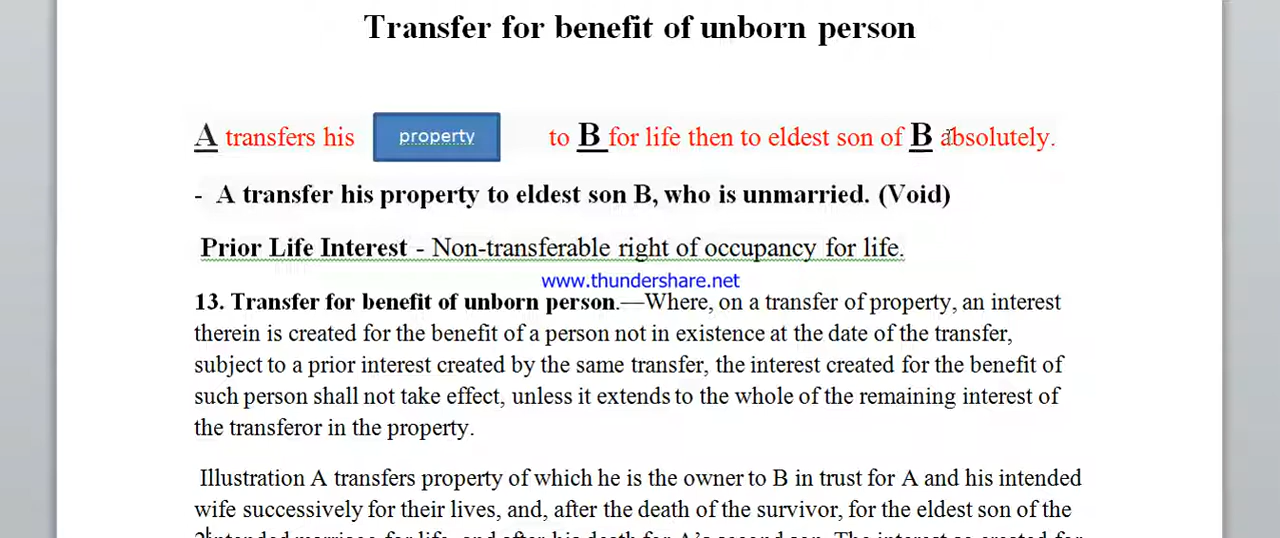 Transfer for benefit of unborn person
A transfers his property to B for life then to eldest son of B absolutely.
- A transfer his property to eldest son B, who is unmarried. (Void)
Prior Life Interest - Non-transferable right of occupancy for life.
www.thundershare.net
13. Transfer for benefit of unborn person.—Where, on a transfer of property, an interest
therein is created for the benefit of a person not in existence at the date of the transfer,
subject to a prior interest created by the same transfer, the interest created for the benefit of
such person shall not take effect, unless it extends to the whole of the remaining interest of
the transferor in the property.
Illustration A transfers property of which he is the owner to B in trust for A and his intended
wife successively for their lives, and, after the death of the survivor, for the eldest son of the